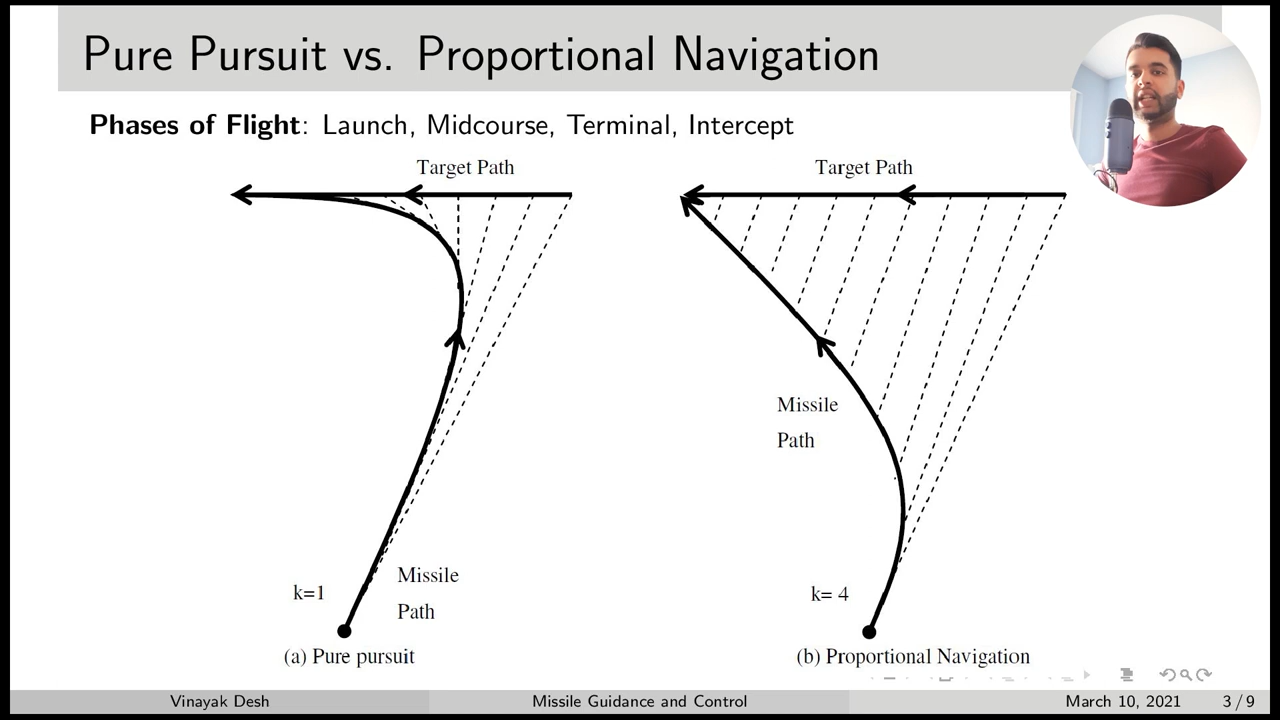 Pure Pursuit vs. Proportional Navigation
Phases of Flight: Launch, Midcourse, Terminal, Intercept
Target Path
Target Path
Missile
Path
k=1
Missile
Path
k= 4
(a) Pure pursuit
(b) Proportional Navigation
Vinayak Desh
Missile Guidance and Control
March 10, 2021
3 / 9